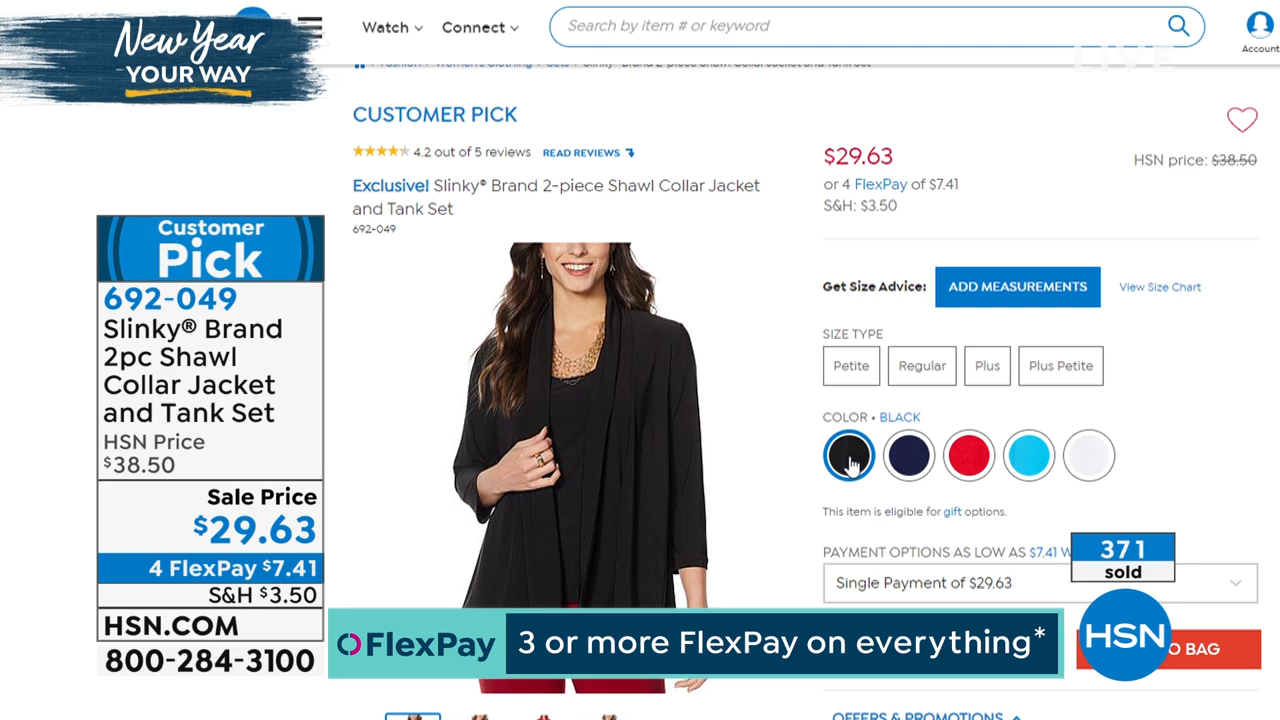 New Year
YOUR WAY
Watch
Connect
Search by item # or keyword
Account
LIVE
CUSTOMER PICK
4.2 out of 5 reviews READ REVIEWS
Exclusive! Slinky® Brand 2-piece Shawl Collar Jacket
and Tank Set
692-049
$29.63
HSN price: $38.50
or 4 FlexPay of $7.41
S&H: $3.50
Get Size Advice: ADD MEASUREMENTS View Size Chart
SIZE TYPE
Petite Regular Plus Plus Petite
COLOR • BLACK
This item is eligible for gift options.
PAYMENT OPTIONS AS LOW AS $7.41 W
Single Payment of $29.63
O BAG
OFFERS & PROMOTIONS
Customer
Pick
692-049
Slinky® Brand
2pc Shawl
Collar Jacket
and Tank Set
HSN Price
$38.50
Sale Price
$29.63
4 FlexPay $7.41
S&H $3.50
HSN.COM
800-284-3100
371
sold
HSN
FlexPay
3 or more FlexPay on everything*